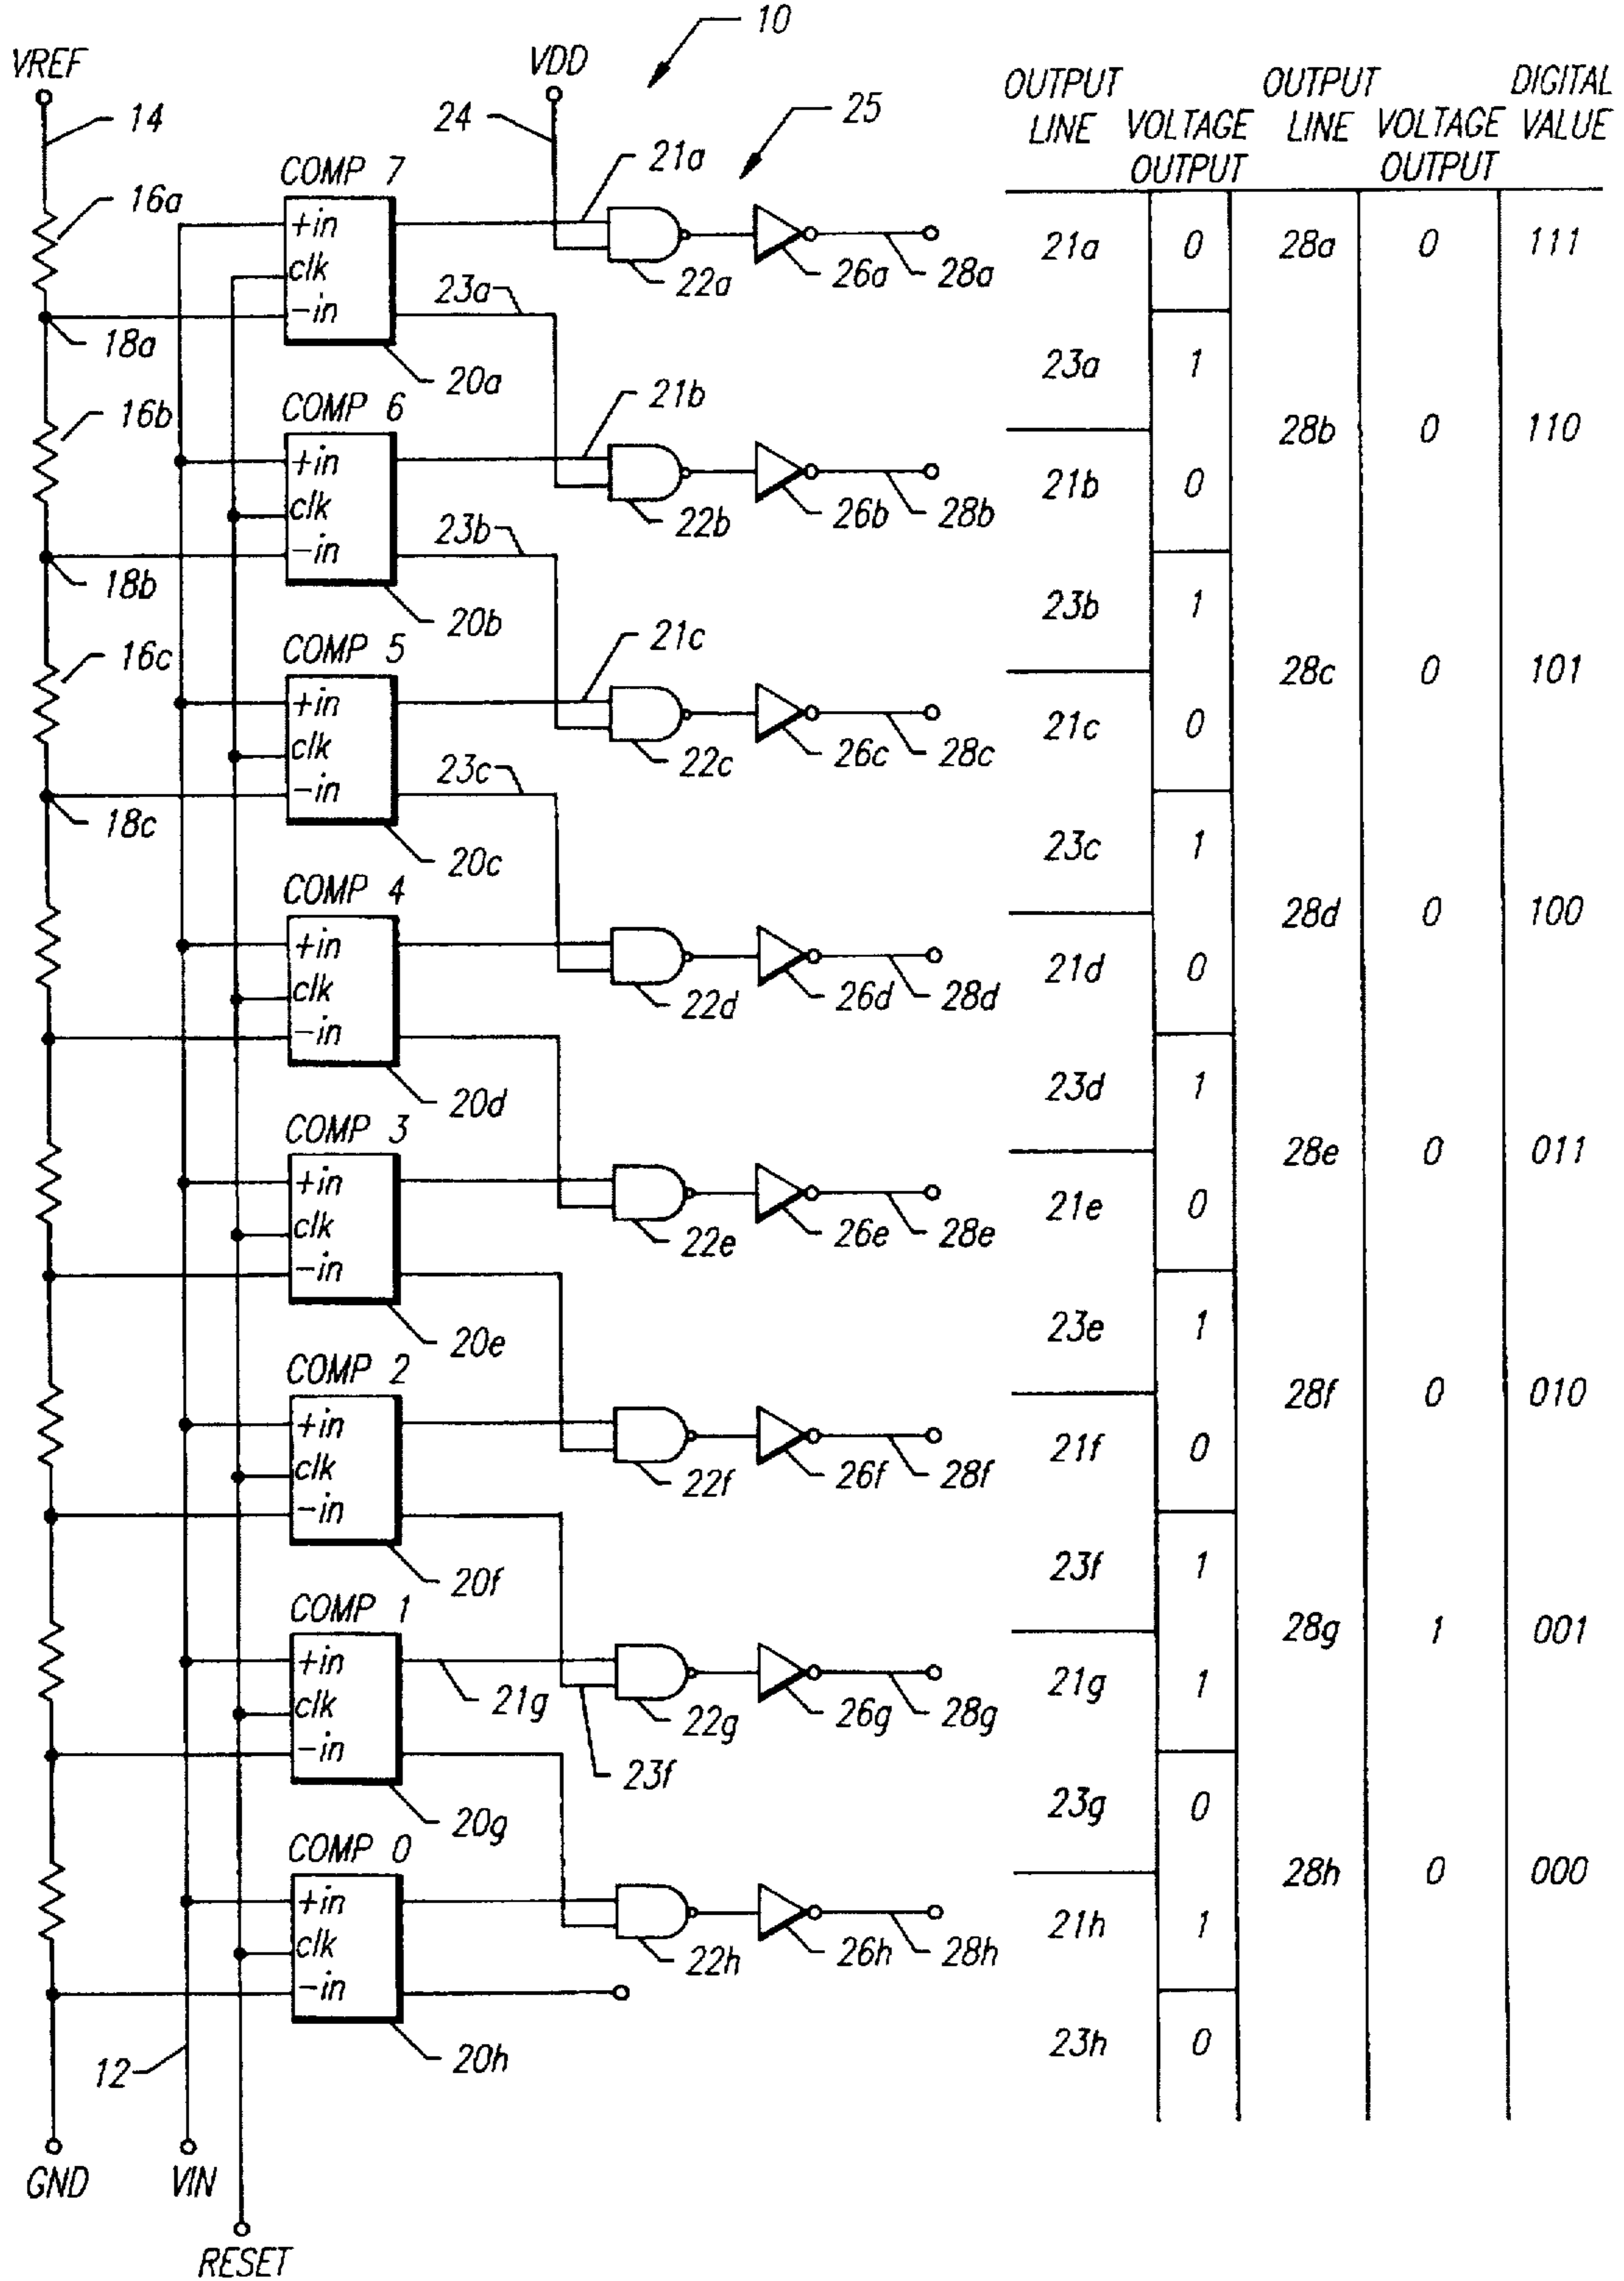 10
VREF
VDD
14
24
25
OUTPUT LINE
VOLTAGE OUTPUT
OUTPUT LINE
VOLTAGE OUTPUT
DIGITAL VALUE
COMP 7
21a
16a
+in
clk
-in
23a
22a
26a
28a
18a
20a
21a 0 28a 0 111
23a 1
COMP 6
21b
16b
+in
clk
-in
23b
22b
26b
28b
18b
20b
28b 0 110
21b 0
23b 1
COMP 5
21c
16c
+in
clk
-in
23c
22c
26c
28c
18c
20c
28c 0 101
21c 0
23c 1
COMP 4
+in
clk
-in
22d
26d
28d
20d
28d 0 100
21d 0
23d 1
COMP 3
+in
clk
-in
22e
26e
28e
20e
28e 0 011
21e 0
23e 1
COMP 2
+in
clk
-in
22f
26f
28f
20f
28f 0 010
21f 0
23f 1
COMP 1
+in
clk
-in
21g
22g
26g
28g
23f
20g
28g 1 001
21g 1
23g 0
COMP 0
+in
clk
-in
22h
26h
28h
20h
28h 0 000
21h 1
23h 0
12
GND
VIN
RESET